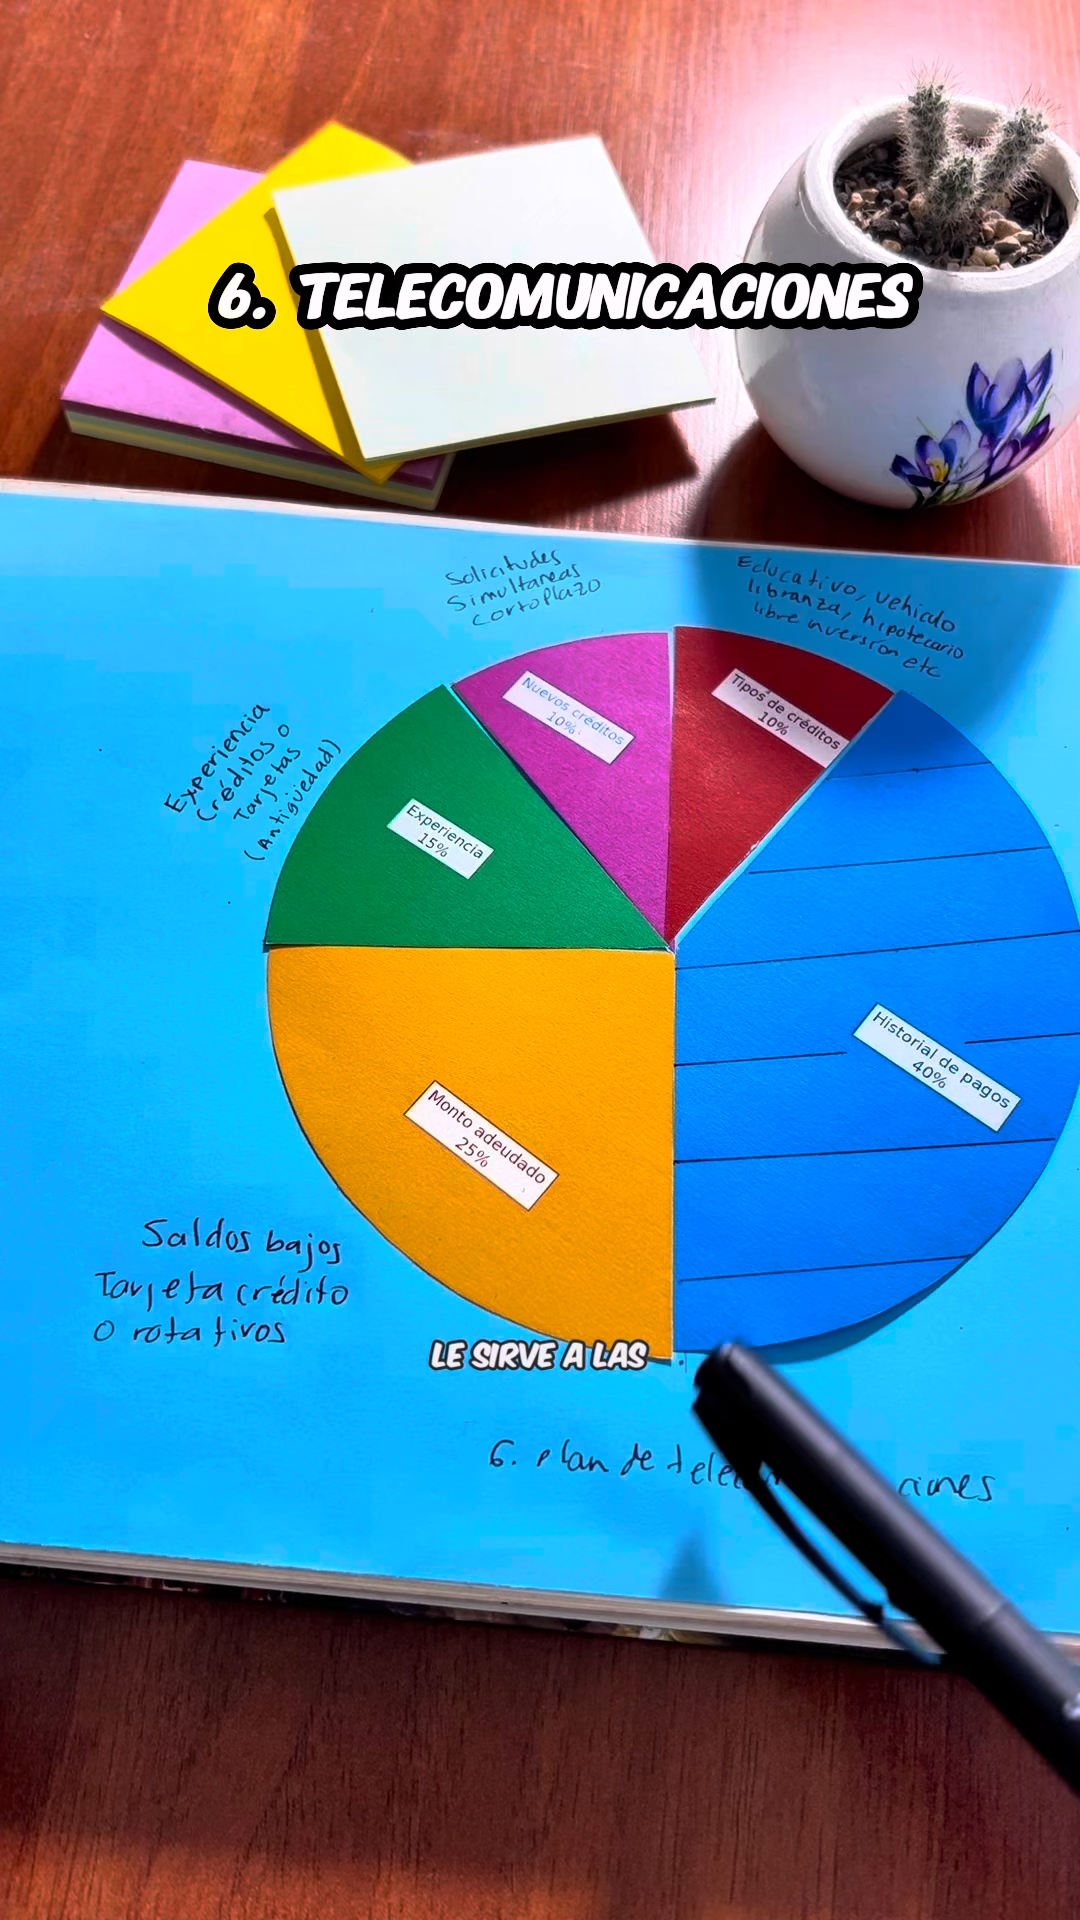 6. TELECOMUNICACIONES
Solicitudes
Simultaneas
corto plazo
Educativo, vehiculo
libranza, hipotecario
libre inversion etc
Nuevos créditos
10%
Tipos de créditos
10%
Experiencia
Créditos o
Tarjetas
(Antigüedad)
Experiencia
15%
Historial de pagos
40%
Monto adeudado
25%
Saldos bajos
Tarjeta crédito
o rotativos
LE SIRVE A LAS
6. plan de